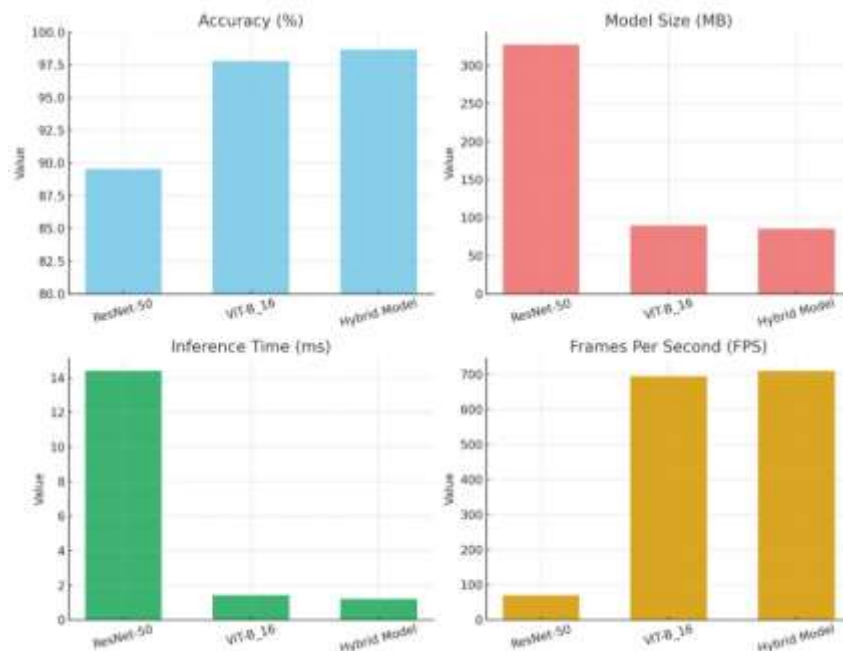 Accuracy (%)
Value
100.0
97.5
95.0
92.5
90.0
87.5
85.0
82.5
80.0
ResNet-50
ViT-B_16
Hybrid Model
Model Size (MB)
Value
300
250
200
150
100
50
0
ResNet-50
ViT-B_16
Hybrid Model
Inference Time (ms)
Value
14
12
10
8
6
4
2
0
ResNet-50
ViT-B_16
Hybrid Model
Frames Per Second (FPS)
Value
700
600
500
400
300
200
100
0
ResNet-50
ViT-B_16
Hybrid Model